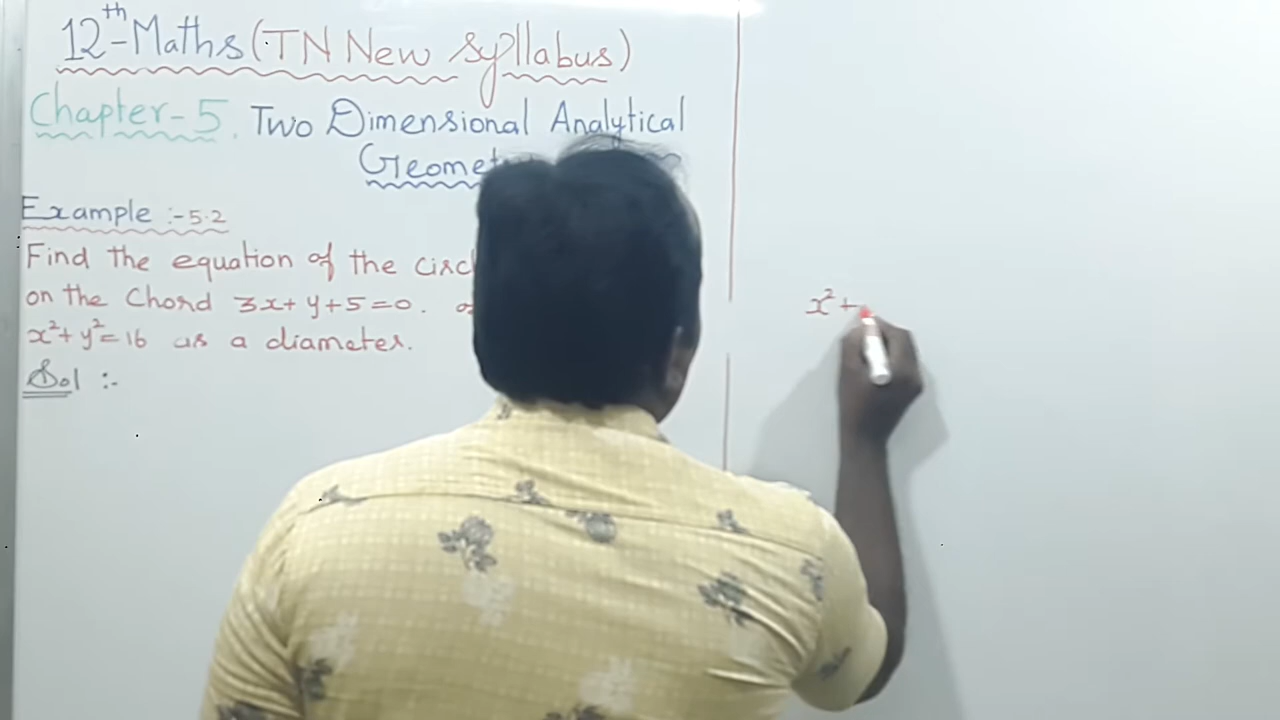 12th-Maths (TN New syllabus)
Chapter-5. Two Dimensional Analytical
Geomet
Example :- 5.2
Find the equation of the circ
on the Chord 3x+y+5=0.
x²+y²=16 as a diameter.
Sol :-
x²+